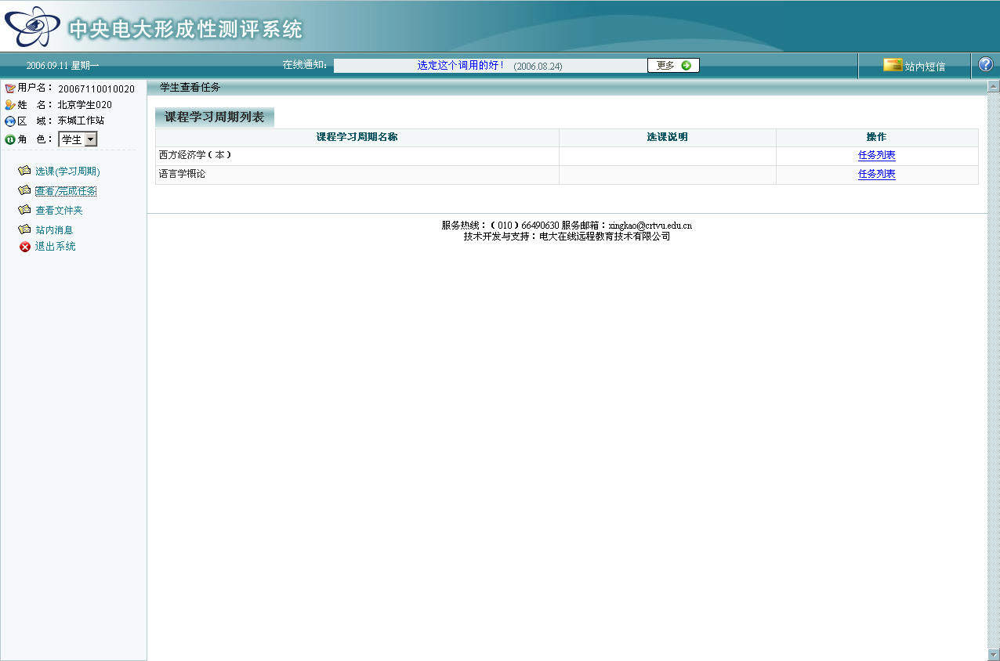 中央电大形成性测评系统
2006.09.11 星期一 在线通知: 选定这个词用的好! (2006.08.24) 更多 站内短信
用户名： 20067110010020
姓 名： 北京学生020
区 域： 东城工作站
角 色： 学生
选课(学习周期)
查看/完成任务
查看文件夹
站内消息
退出系统
学生查看任务
课程学习周期列表
课程学习周期名称 选课说明 操作
西方经济学（本） 任务列表
语言学概论 任务列表
服务热线：（010）66490630 服务邮箱：xingkao@crtvu.edu.cn
技术开发与支持：电大在线远程教育技术有限公司